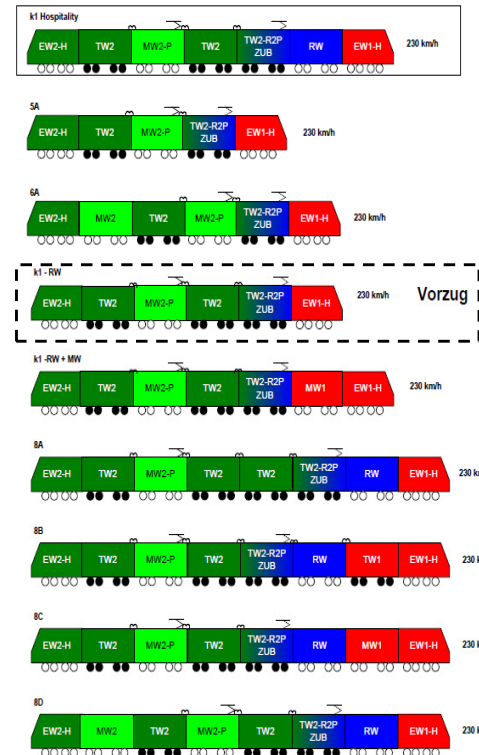 k1 Hospitality
EW2-H TW2 MW2-P TW2 TW2-R2P ZUB RW EW1-H 230 km/h
5A
EW2-H TW2 MW2-P TW2-R2P ZUB EW1-H 230 km/h
6A
EW2-H MW2 TW2 MW2-P TW2-R2P ZUB EW1-H 230 km/h
k1 - RW
EW2-H TW2 MW2-P TW2 TW2-R2P ZUB EW1-H 230 km/h Vorzug
k1 -RW + MW
EW2-H TW2 MW2-P TW2 TW2-R2P ZUB MW1 EW1-H 230 km/h
8A
EW2-H TW2 MW2-P TW2 TW2 TW2-R2P ZUB RW EW1-H 230 k
8B
EW2-H TW2 MW2-P TW2 TW2-R2P ZUB RW TW1 EW1-H 230 k
8C
EW2-H TW2 MW2-P TW2 TW2-R2P ZUB RW MW1 EW1-H 230 k
8D
EW2-H MW2 TW2 MW2-P TW2 TW2-R2P ZUB RW EW1-H 230 k